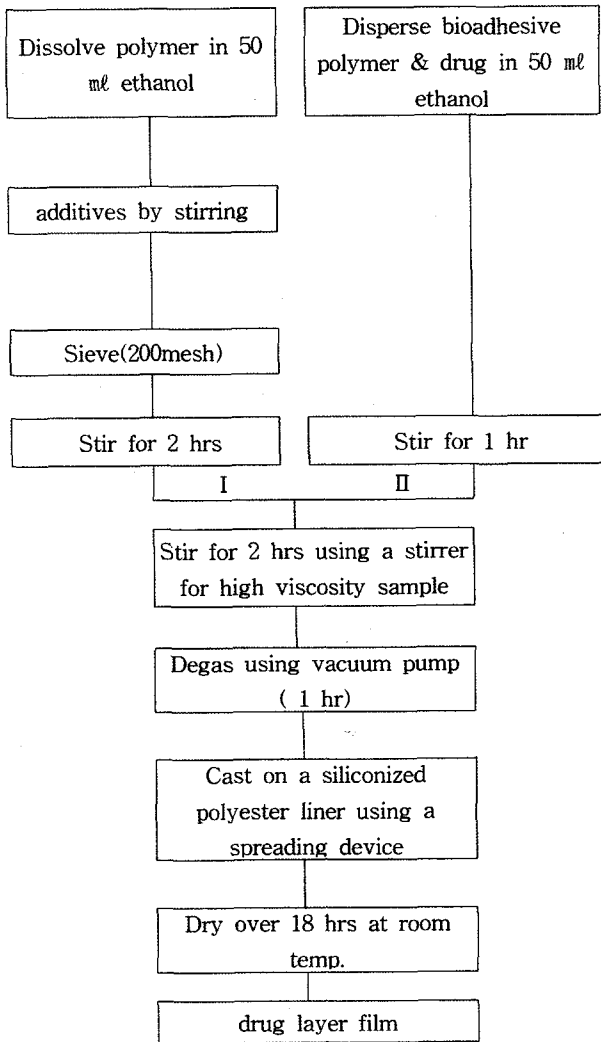 Dissolve polymer in 50
㎖ ethanol
Disperse bioadhesive
polymer & drug in 50 ㎖
ethanol
additives by stirring
Sieve(200mesh)
Stir for 2 hrs
Stir for 1 hr
Ⅰ
Ⅱ
Stir for 2 hrs using a stirrer
for high viscosity sample
Degas using vacuum pump
( 1 hr)
Cast on a siliconized
polyester liner using a
spreading device
Dry over 18 hrs at room
temp.
drug layer film